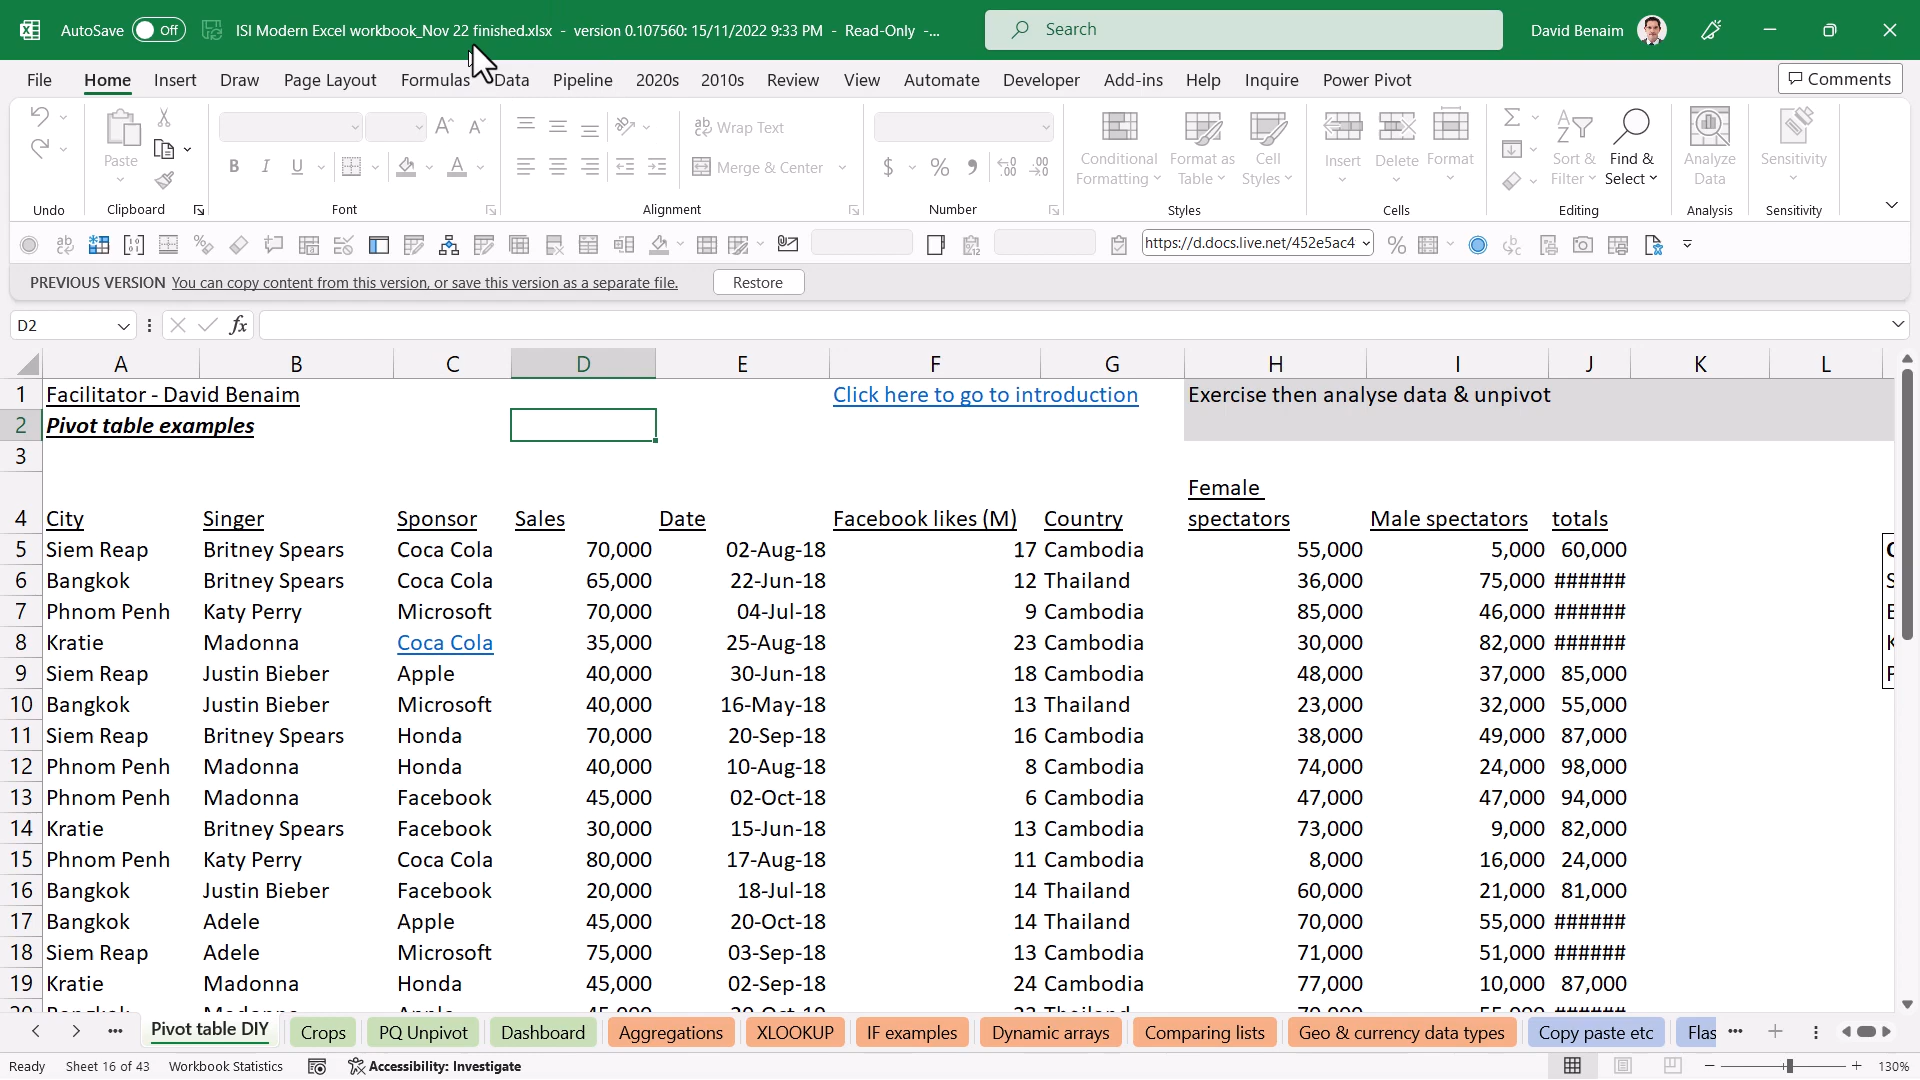 AutoSave Off ISI Modern Excel workbook_Nov 22 finished.xlsx - version 0.107560: 15/11/2022 9:33 PM - Read-Only -... Search David Benaim
File Home Insert Draw Page Layout Formulas Data Pipeline 2020s 2010s Review View Automate Developer Add-ins Help Inquire Power Pivot Comments
Paste Wrap Text Merge & Center Conditional Formatting Format as Table Cell Styles Insert Delete Format Sort & Filter Find & Select Analyze Data Sensitivity
Undo Clipboard Font Alignment Number Styles Cells Editing Analysis Sensitivity
https://d.docs.live.net/452e5ac4
PREVIOUS VERSION You can copy content from this version, or save this version as a separate file. Restore
D2 fx
A B C D E F G H I J K L
1 Facilitator - David Benaim Click here to go to introduction Exercise then analyse data & unpivot
2 Pivot table examples
3
4 City Singer Sponsor Sales Date Facebook likes (M) Country Female spectators Male spectators totals
5 Siem Reap Britney Spears Coca Cola 70,000 02-Aug-18 17 Cambodia 55,000 5,000 60,000
6 Bangkok Britney Spears Coca Cola 65,000 22-Jun-18 12 Thailand 36,000 75,000 ######
7 Phnom Penh Katy Perry Microsoft 70,000 04-Jul-18 9 Cambodia 85,000 46,000 ######
8 Kratie Madonna Coca Cola 35,000 25-Aug-18 23 Cambodia 30,000 82,000 ######
9 Siem Reap Justin Bieber Apple 40,000 30-Jun-18 18 Cambodia 48,000 37,000 85,000
10 Bangkok Justin Bieber Microsoft 40,000 16-May-18 13 Thailand 23,000 32,000 55,000
11 Siem Reap Britney Spears Honda 70,000 20-Sep-18 16 Cambodia 38,000 49,000 87,000
12 Phnom Penh Madonna Honda 40,000 10-Aug-18 8 Cambodia 74,000 24,000 98,000
13 Phnom Penh Madonna Facebook 45,000 02-Oct-18 6 Cambodia 47,000 47,000 94,000
14 Kratie Britney Spears Facebook 30,000 15-Jun-18 13 Cambodia 73,000 9,000 82,000
15 Phnom Penh Katy Perry Coca Cola 80,000 17-Aug-18 11 Cambodia 8,000 16,000 24,000
16 Bangkok Justin Bieber Facebook 20,000 18-Jul-18 14 Thailand 60,000 21,000 81,000
17 Bangkok Adele Apple 45,000 20-Oct-18 14 Thailand 70,000 55,000 ######
18 Siem Reap Adele Microsoft 75,000 03-Sep-18 13 Cambodia 71,000 51,000 ######
19 Kratie Madonna Honda 45,000 02-Sep-18 24 Cambodia 77,000 10,000 87,000
Pivot table DIY Crops PQ Unpivot Dashboard Aggregations XLOOKUP IF examples Dynamic arrays Comparing lists Geo & currency data types Copy paste etc Flas
Ready Sheet 16 of 43 Workbook Statistics Accessibility: Investigate 130%